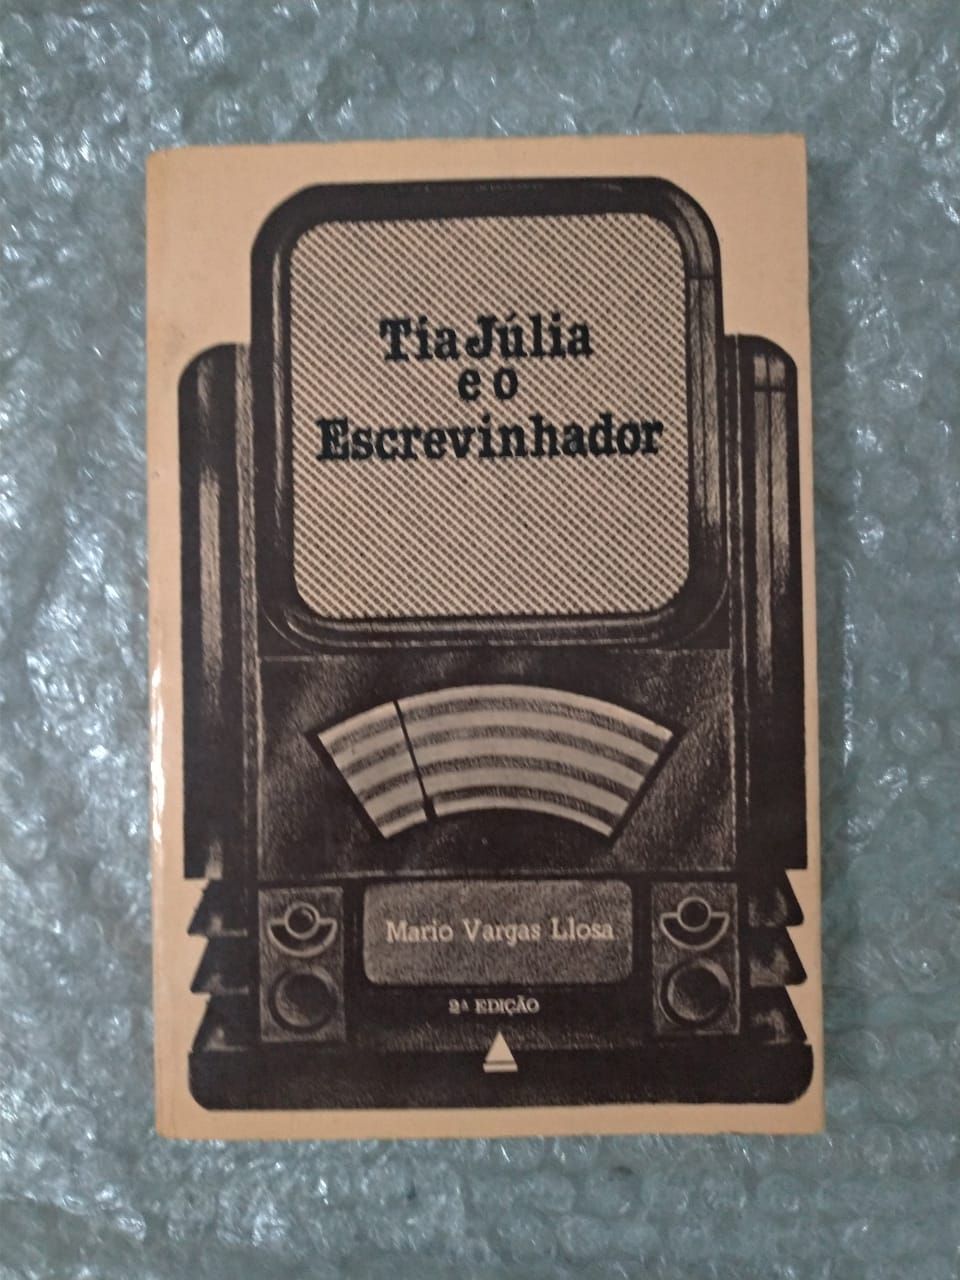 Tia Júlia
e o
Escrevinhador
Mario Vargas Llosa
2ª EDIÇÃO